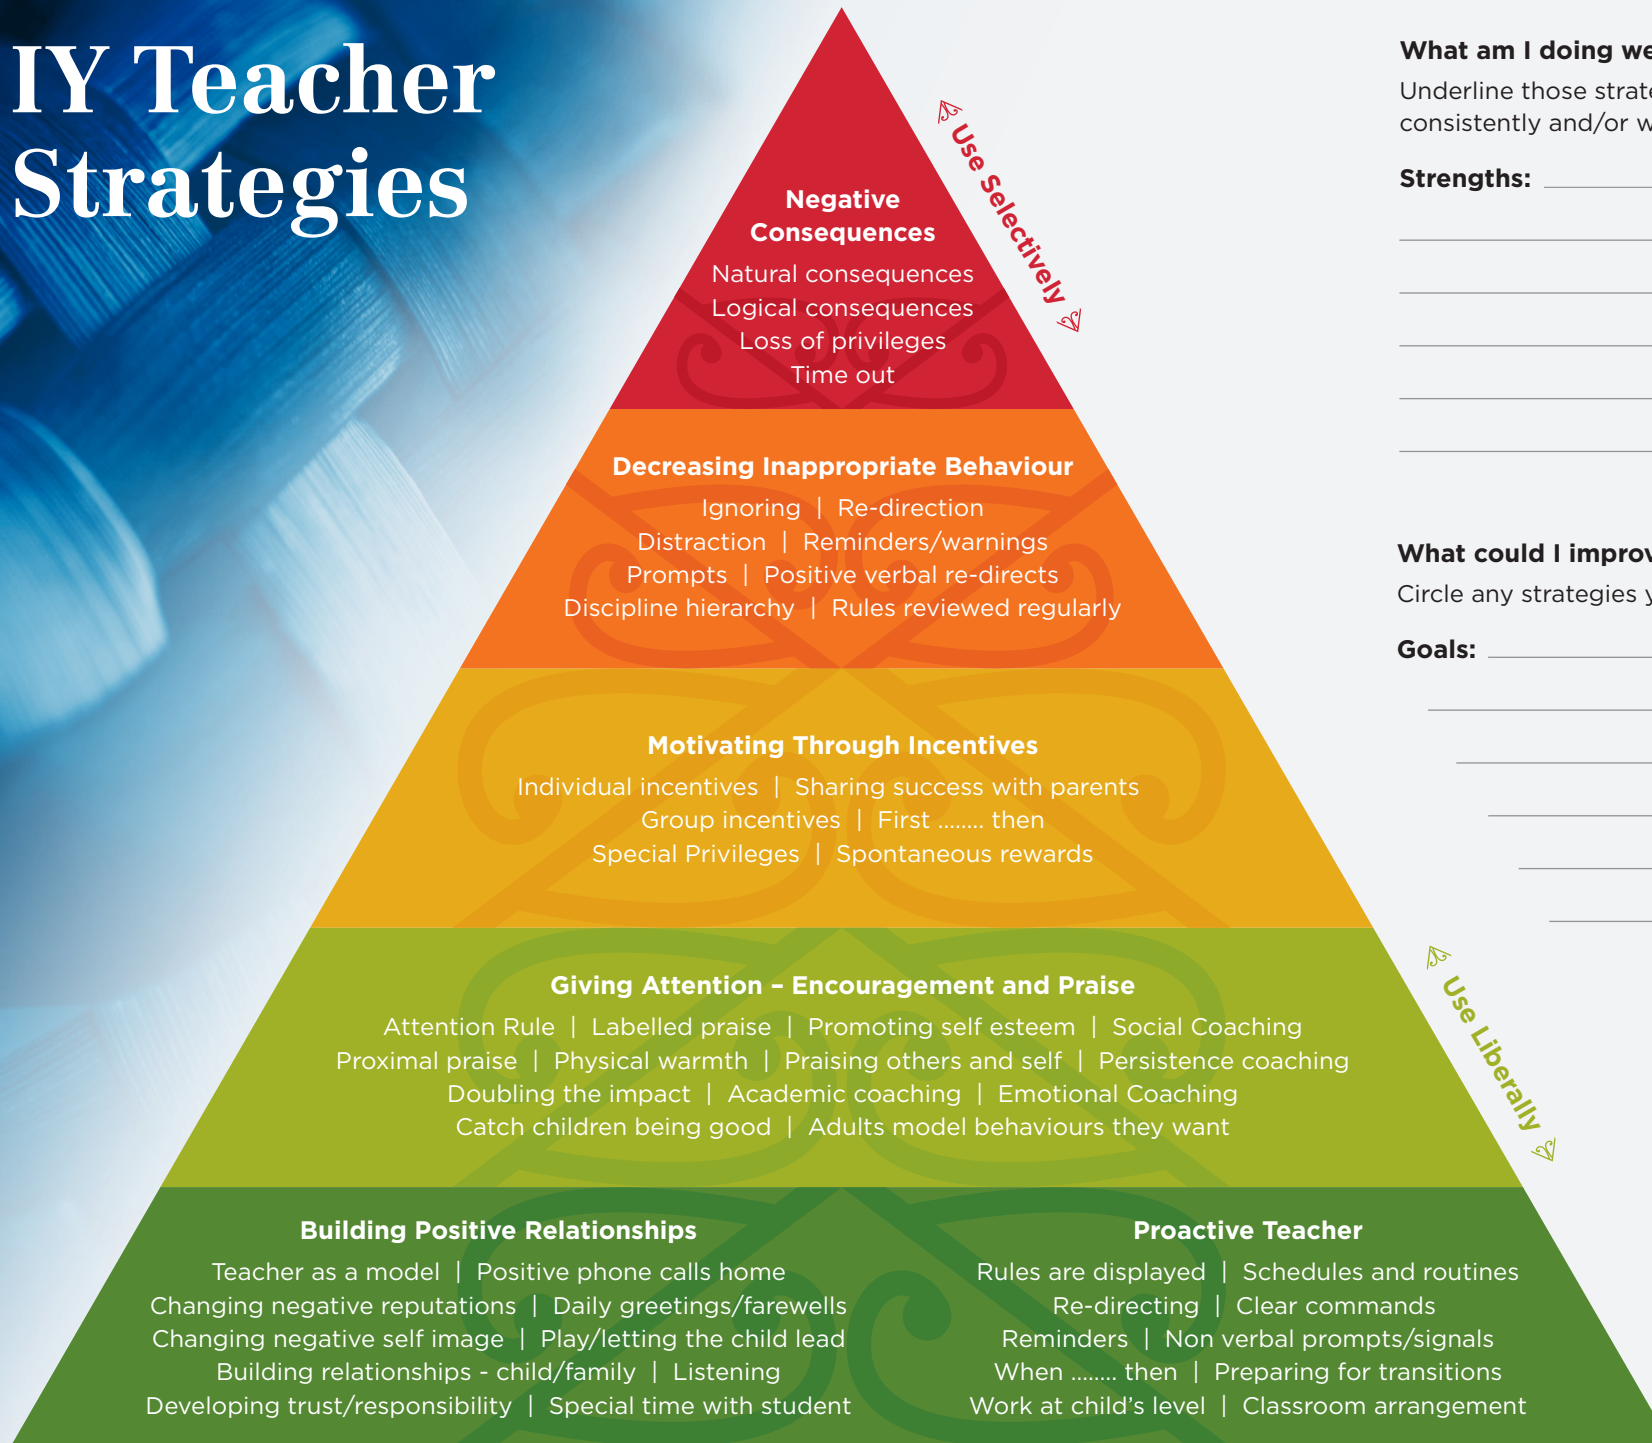 IY Teacher
Strategies
Negative
Consequences
Natural consequences
Logical consequences
Loss of privileges
Time out
Use Selectively
Decreasing Inappropriate Behaviour
Ignoring | Re-direction
Distraction | Reminders/warnings
Prompts | Positive verbal re-directs
Discipline hierarchy | Rules reviewed regularly
Motivating Through Incentives
Individual incentives | Sharing success with parents
Group incentives | First ........ then
Special Privileges | Spontaneous rewards
Giving Attention – Encouragement and Praise
Attention Rule | Labelled praise | Promoting self esteem | Social Coaching
Proximal praise | Physical warmth | Praising others and self | Persistence coaching
Doubling the impact | Academic coaching | Emotional Coaching
Catch children being good | Adults model behaviours they want
Use Liberally
Building Positive Relationships
Teacher as a model | Positive phone calls home
Changing negative reputations | Daily greetings/farewells
Changing negative self image | Play/letting the child lead
Building relationships - child/family | Listening
Developing trust/responsibility | Special time with student
Proactive Teacher
Rules are displayed | Schedules and routines
Re-directing | Clear commands
Reminders | Non verbal prompts/signals
When ........ then | Preparing for transitions
Work at child’s level | Classroom arrangement
What am I doing
Underline those
consistently and/or
Strengths:
What could I
Circle any strategies
Goals: